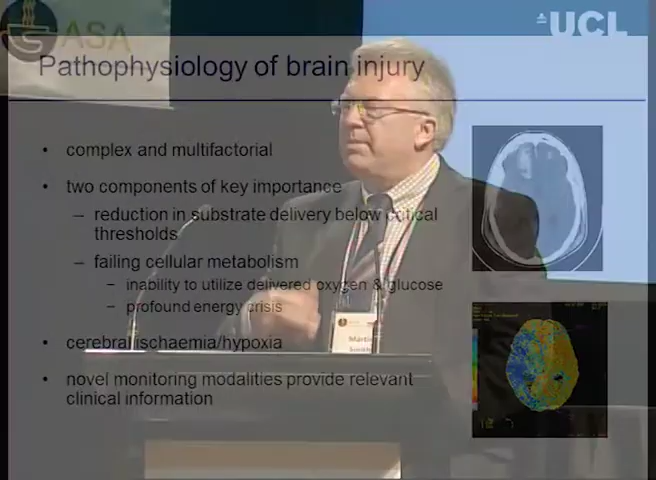 ASA
UCL
Pathophysiology of brain injury
• complex and multifactorial
• two components of key importance
– reduction in substrate delivery below critical
thresholds
– failing cellular metabolism
– inability to utilize delivered oxygen & glucose
– profound energy crisis
• cerebral ischaemia/hypoxia
• novel monitoring modalities provide relevant
clinical information
Martin
Smith